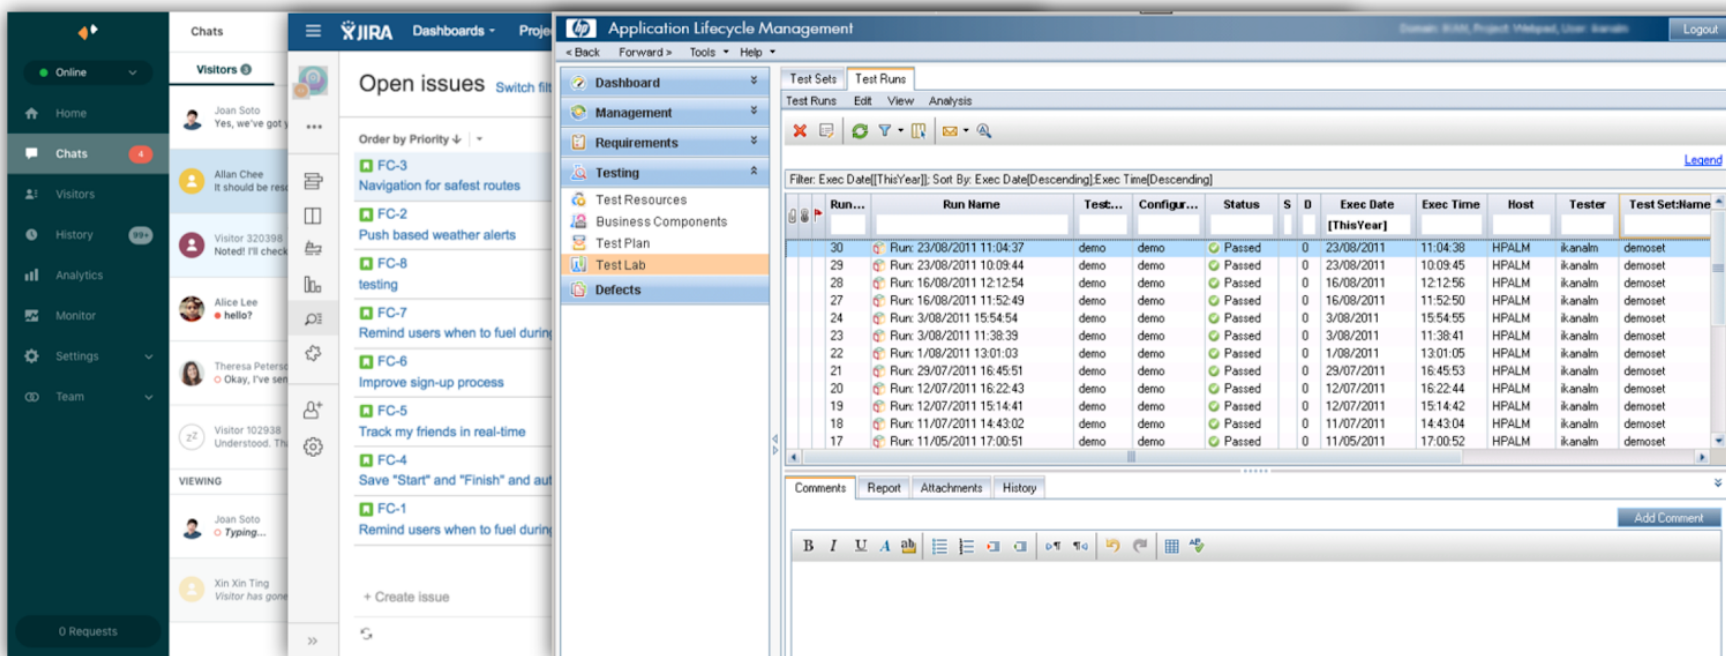 Online
Home
Chats
4
Visitors
History
99+
Analytics
Monitor
Settings
Team
0 Requests
Chats
Visitors 3
Joan Soto
Yes, we've got y
Allan Chee
It should be res
Visitor 320398
Noted! I'll check
Alice Lee
hello?
Theresa Peterso
Okay, I've sen
zz
Visitor 102938
Understood. Th
VIEWING
Joan Soto
Typing...
Xin Xin Ting
Visitor has gone
JIRA Dashboards Proje
Open issues Switch filt
Order by Priority
FC-3
Navigation for safest routes
FC-2
Push based weather alerts
FC-8
testing
FC-7
Remind users when to fuel during
FC-6
Improve sign-up process
FC-5
Track my friends in real-time
FC-4
Save "Start" and "Finish" and aut
FC-1
Remind users when to fuel during
+ Create issue
hp Application Lifecycle Management
Logout
< Back Forward > Tools Help
Dashboard
Management
Requirements
Testing
Test Resources
Business Components
Test Plan
Test Lab
Defects
Test Sets Test Runs
Test Runs Edit View Analysis
Legend
Filter: Exec Date[[ThisYear]]; Sort By: Exec Date[Descending],Exec Time[Descending]
Run... Run Name Test:... Configur... Status S D Exec Date Exec Time Host Tester Test Set:Name
[ThisYear]
30 Run: 23/08/2011 11:04:37 demo demo Passed 0 23/08/2011 11:04:38 HPALM ikanalm demoset
29 Run: 23/08/2011 10:09:44 demo demo Passed 0 23/08/2011 10:09:45 HPALM ikanalm demoset
28 Run: 16/08/2011 12:12:54 demo demo Passed 0 16/08/2011 12:12:56 HPALM ikanalm demoset
27 Run: 16/08/2011 11:52:49 demo demo Passed 0 16/08/2011 11:52:50 HPALM ikanalm demoset
24 Run: 3/08/2011 15:54:54 demo demo Passed 0 3/08/2011 15:54:55 HPALM ikanalm demoset
23 Run: 3/08/2011 11:38:39 demo demo Passed 0 3/08/2011 11:38:41 HPALM ikanalm demoset
22 Run: 1/08/2011 13:01:03 demo demo Passed 0 1/08/2011 13:01:05 HPALM ikanalm demoset
21 Run: 29/07/2011 16:45:51 demo demo Passed 0 29/07/2011 16:45:53 HPALM ikanalm demoset
20 Run: 12/07/2011 16:22:43 demo demo Passed 0 12/07/2011 16:22:44 HPALM ikanalm demoset
19 Run: 12/07/2011 15:14:41 demo demo Passed 0 12/07/2011 15:14:42 HPALM ikanalm demoset
18 Run: 11/07/2011 14:43:02 demo demo Passed 0 11/07/2011 14:43:04 HPALM ikanalm demoset
17 Run: 11/05/2011 17:00:51 demo demo Passed 0 11/05/2011 17:00:52 HPALM ikanalm demoset
Comments Report Attachments History
Add Comment
B I U A ab